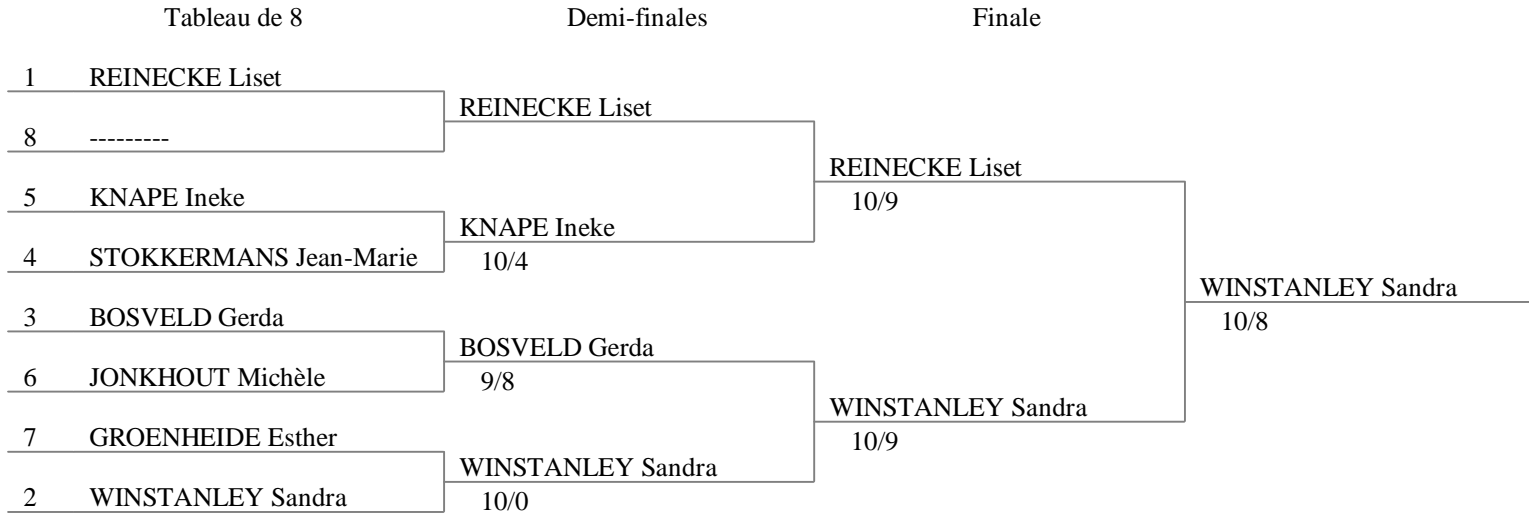 Tableau de 8 Demi-finales Finale
1 REINECKE Liset
REINECKE Liset
8 ---------
REINECKE Liset
5 KNAPE Ineke
10/9
KNAPE Ineke
4 STOKKERMANS Jean-Marie
10/4
WINSTANLEY Sandra
3 BOSVELD Gerda
10/8
BOSVELD Gerda
6 JONKHOUT Michèle
9/8
WINSTANLEY Sandra
7 GROENHEIDE Esther
10/9
WINSTANLEY Sandra
2 WINSTANLEY Sandra
10/0